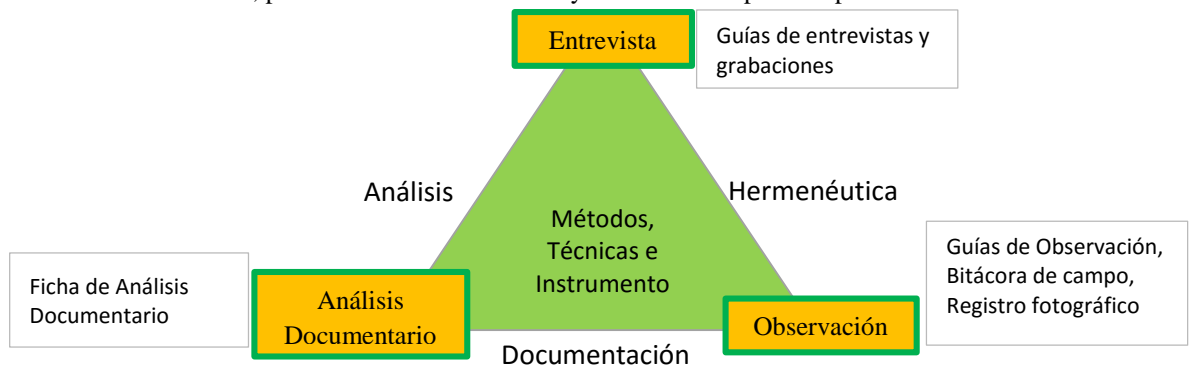 Entrevista
Guías de entrevistas y
grabaciones
Análisis
Hermenéutica
Métodos,
Técnicas e
Instrumento
Guías de Observación,
Bitácora de campo,
Registro fotográfico
Ficha de Análisis
Documentario
Análisis
Documentario
Observación
Documentación